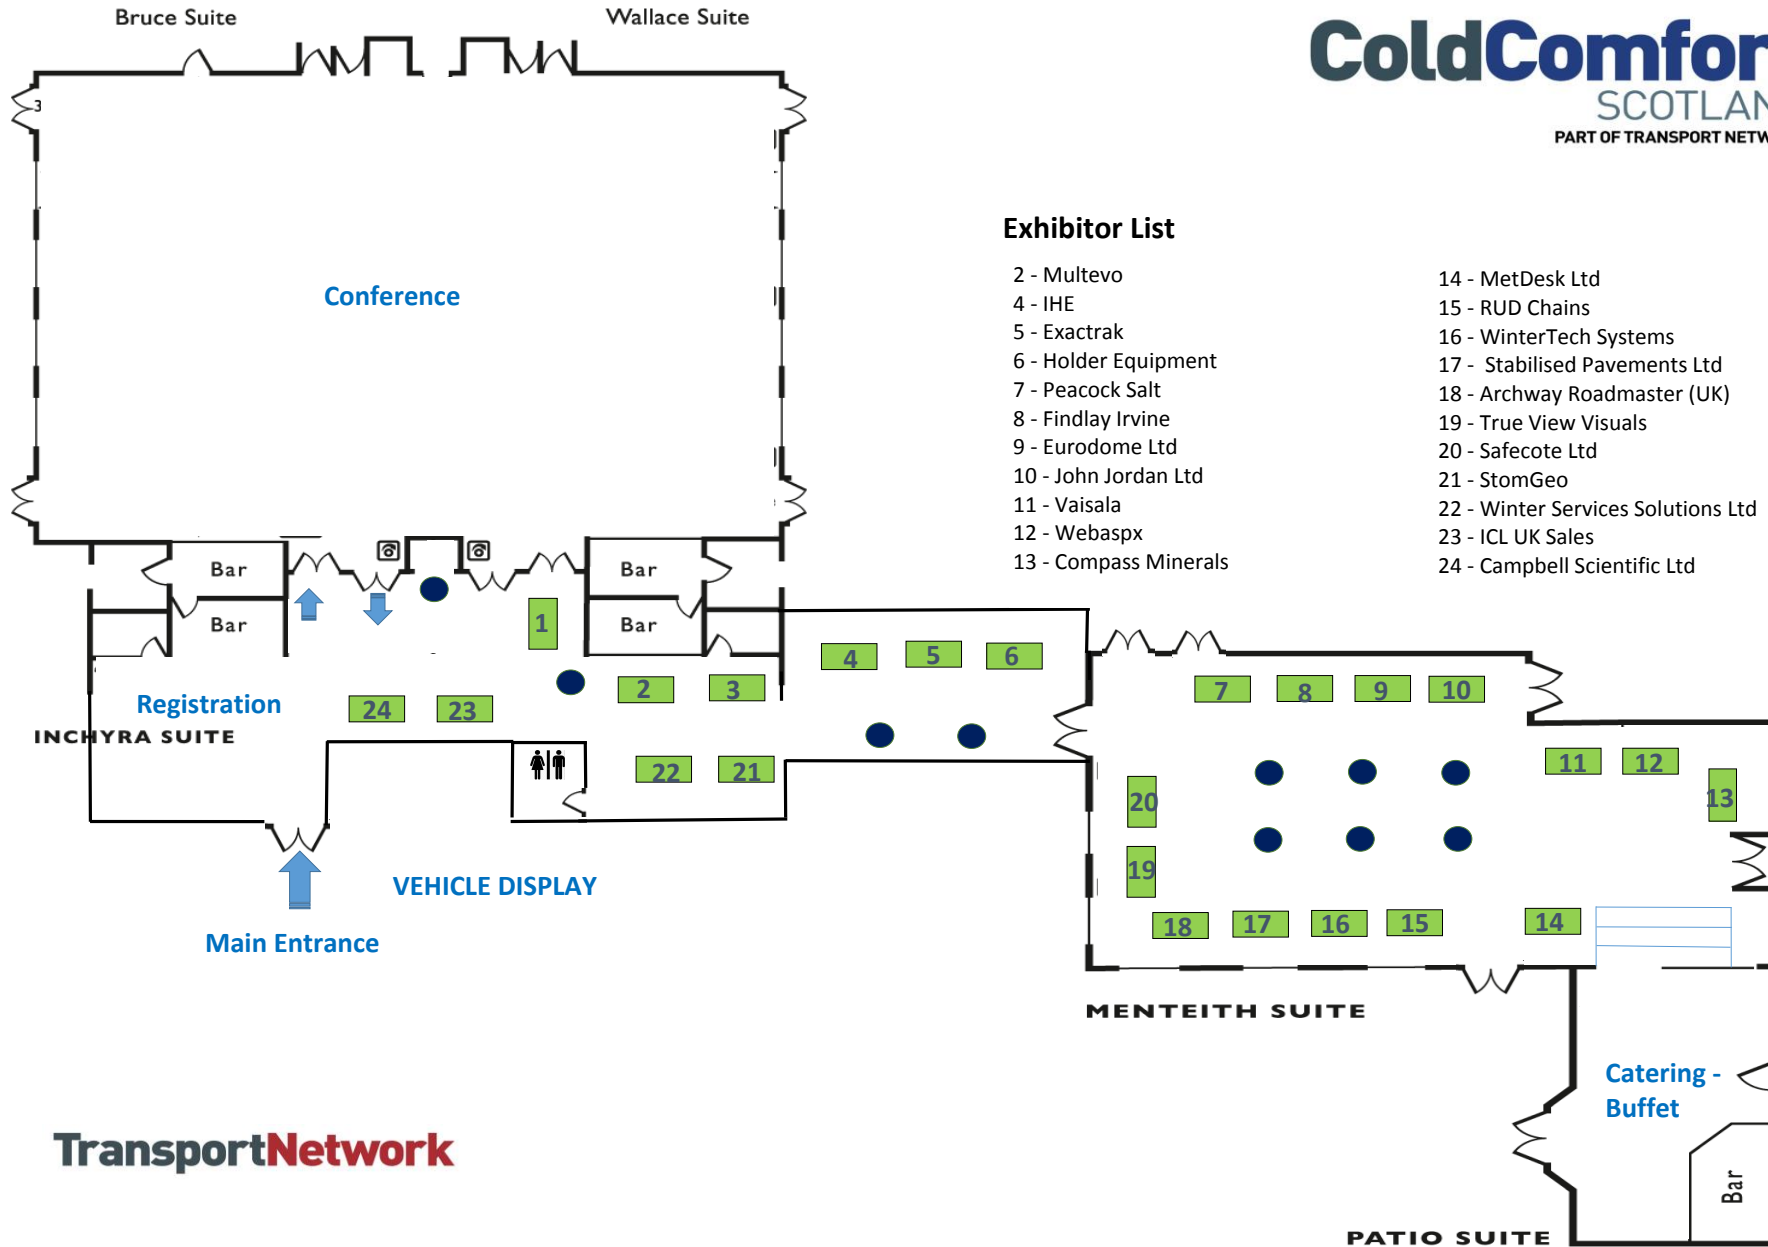 Bruce Suite
Wallace Suite
ColdComfor
SCOTLAN
PART OF TRANSPORT NETW
3
Conference
Exhibitor List
2 - Multevo
4 - IHE
5 - Exactrak
6 - Holder Equipment
7 - Peacock Salt
8 - Findlay Irvine
9 - Eurodome Ltd
10 - John Jordan Ltd
11 - Vaisala
12 - Webaspx
13 - Compass Minerals
14 - MetDesk Ltd
15 - RUD Chains
16 - WinterTech Systems
17 -  Stabilised Pavements Ltd
18 - Archway Roadmaster (UK)
19 - True View Visuals
20 - Safecote Ltd
21 - StomGeo
22 - Winter Services Solutions Ltd
23 - ICL UK Sales
24 - Campbell Scientific Ltd
Bar
Bar
Bar
Bar
1
2
3
4
5
6
7
8
9
10
Registration
24
23
INCHYRA SUITE
22
21
11
12
13
20
19
18
17
16
15
14
VEHICLE DISPLAY
Main Entrance
MENTEITH SUITE
Catering -
Buffet
Bar
TransportNetwork
PATIO SUITE